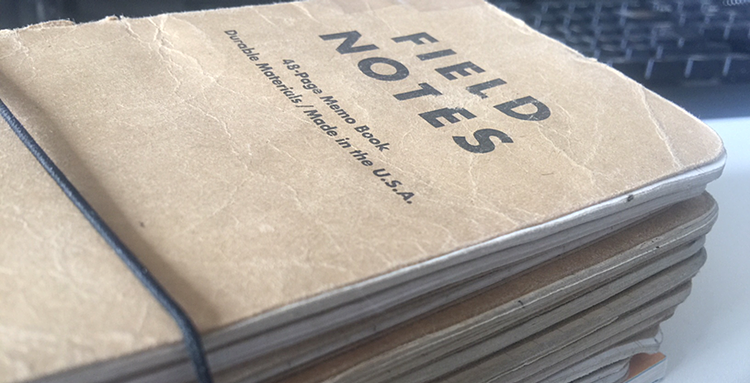 FIELD
NOTES
48-Page Memo Book
Durable Materials / Made in the U.S.A.